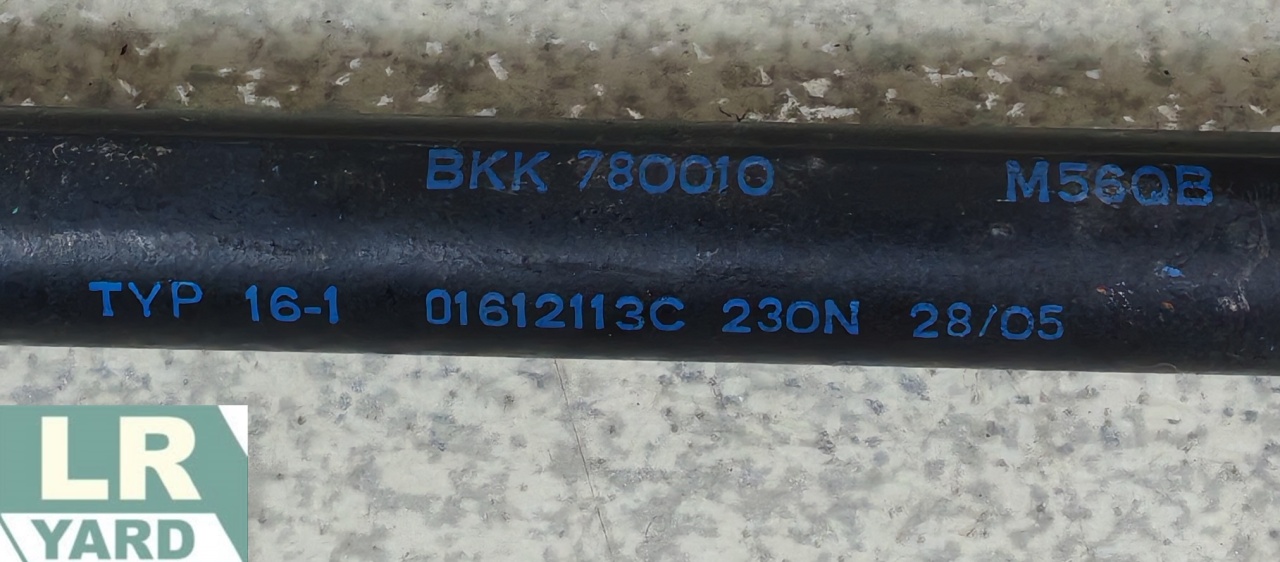 BKK 780010 M56QB
TYP 16-1 01612113C 230N 28/05
LR
YARD